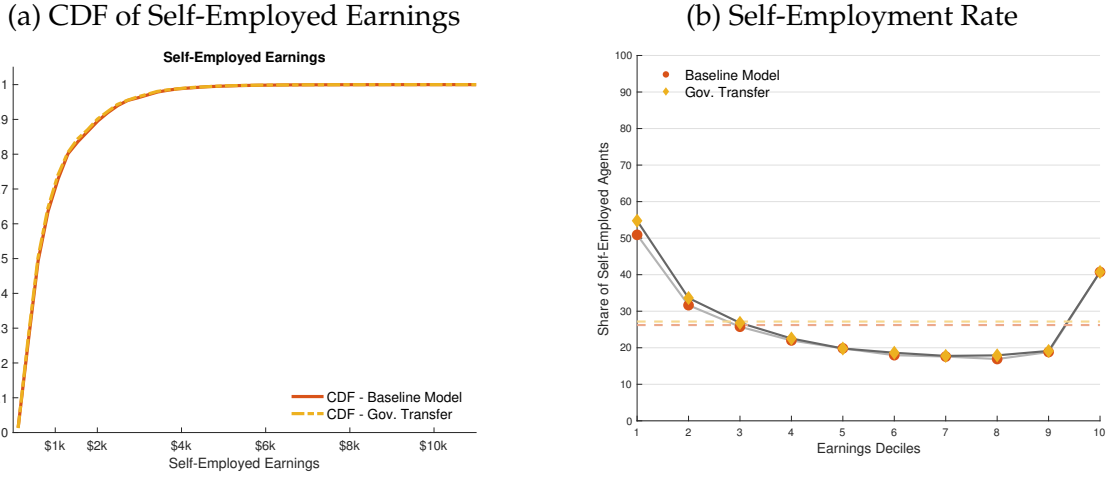 (a) CDF of Self-Employed Earnings
Self-Employed Earnings
1
9
8
7
6
5
4
3
2
1
0
$1k $2k $4k $6k $8k $10k
Self-Employed Earnings
CDF - Baseline Model
CDF - Gov. Transfer
(b) Self-Employment Rate
100
90
80
70
60
50
40
30
20
10
0
Share of Self-Employed Agents
Baseline Model
Gov. Transfer
1 2 3 4 5 6 7 8 9 10
Earnings Deciles